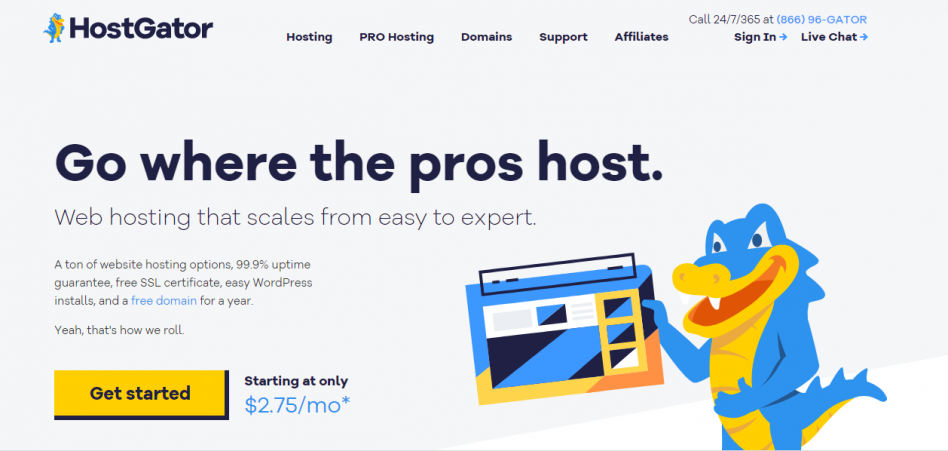 HostGator
Call 24/7/365 at (866) 96-GATOR
Hosting PRO Hosting Domains Support Affiliates
Sign In → Live Chat →
Go where the pros host.
Web hosting that scales from easy to expert.
A ton of website hosting options, 99.9% uptime
guarantee, free SSL certificate, easy WordPress
installs, and a free domain for a year.
Yeah, that's how we roll.
Get started
Starting at only
$2.75/mo*